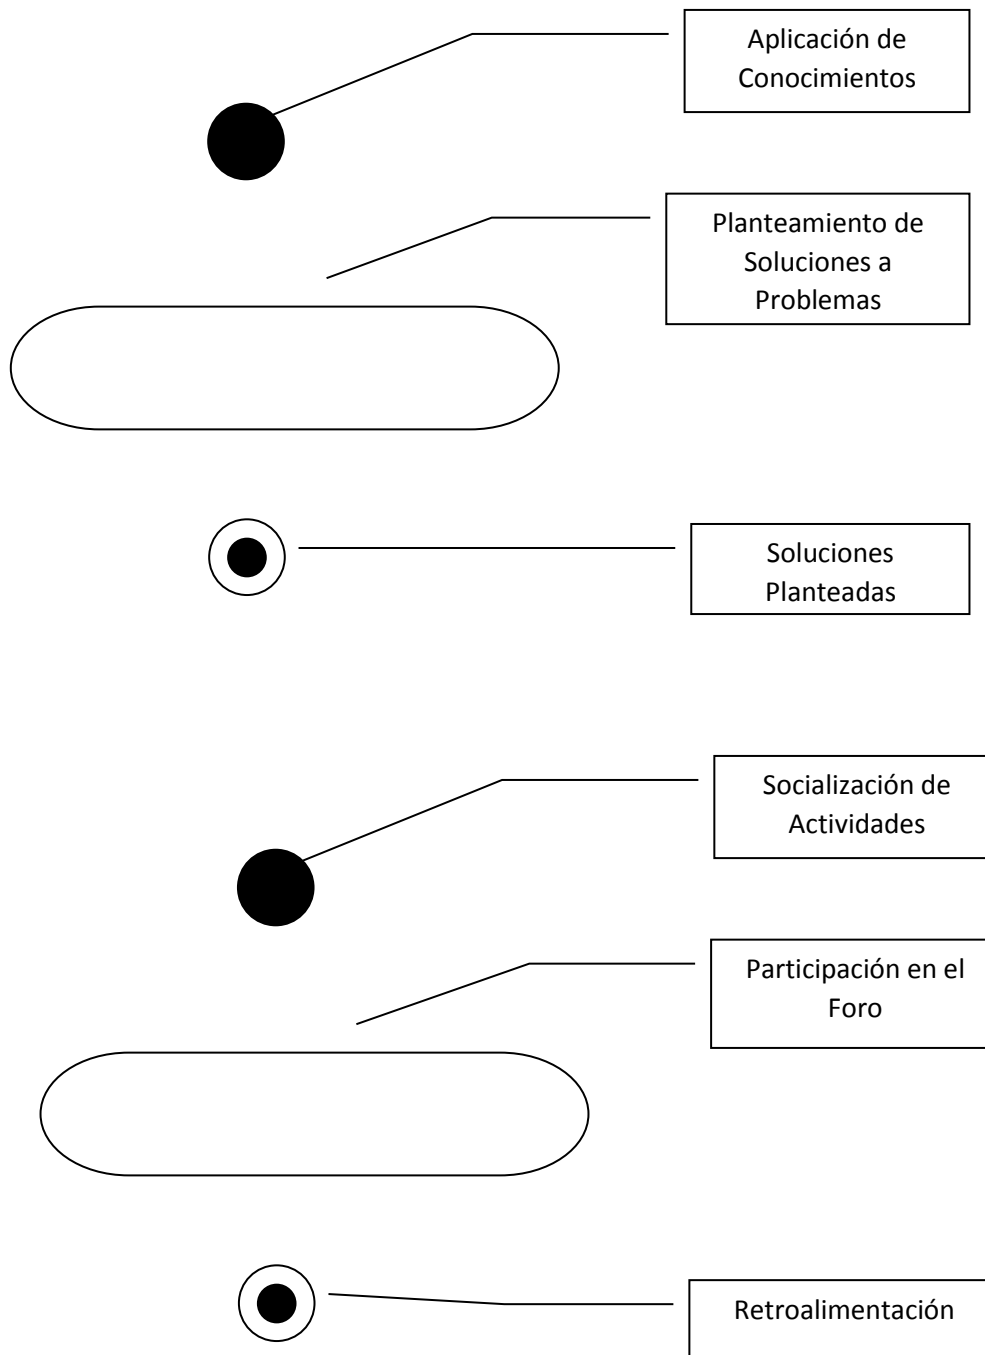 Aplicación de
Conocimientos
Planteamiento de
Soluciones a
Problemas
Soluciones
Planteadas
Socialización de
Actividades
Participación en el
Foro
Retroalimentación